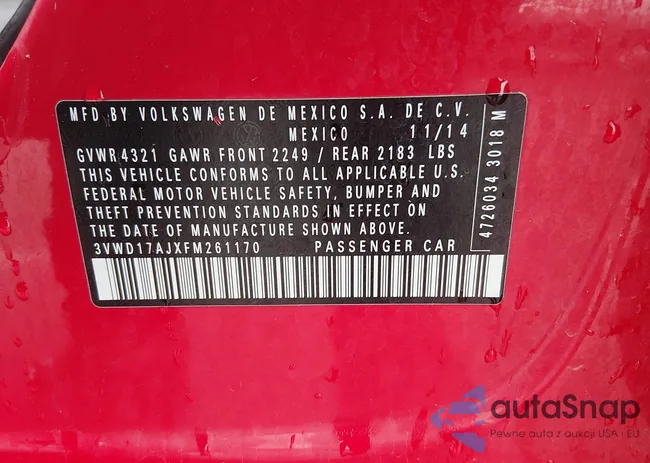 MFD.BY VOLKSWAGEN DE MEXICO S.A. DE C.V.
MEXICO 11/14
GVWR 4321 GAWR FRONT 2249 / REAR 2183 LBS
THIS VEHICLE CONFORMS TO ALL APPLICABLE U.S.
FEDERAL MOTOR VEHICLE SAFETY, BUMPER AND
THEFT PREVENTION STANDARDS IN EFFECT ON
THE DATE OF MANUFACTURE SHOWN ABOVE.
3VWD17AJXFM261170 PASSENGER CAR
4726034 3018 M
autaSnap
Pewne auta z aukcji USA i EU